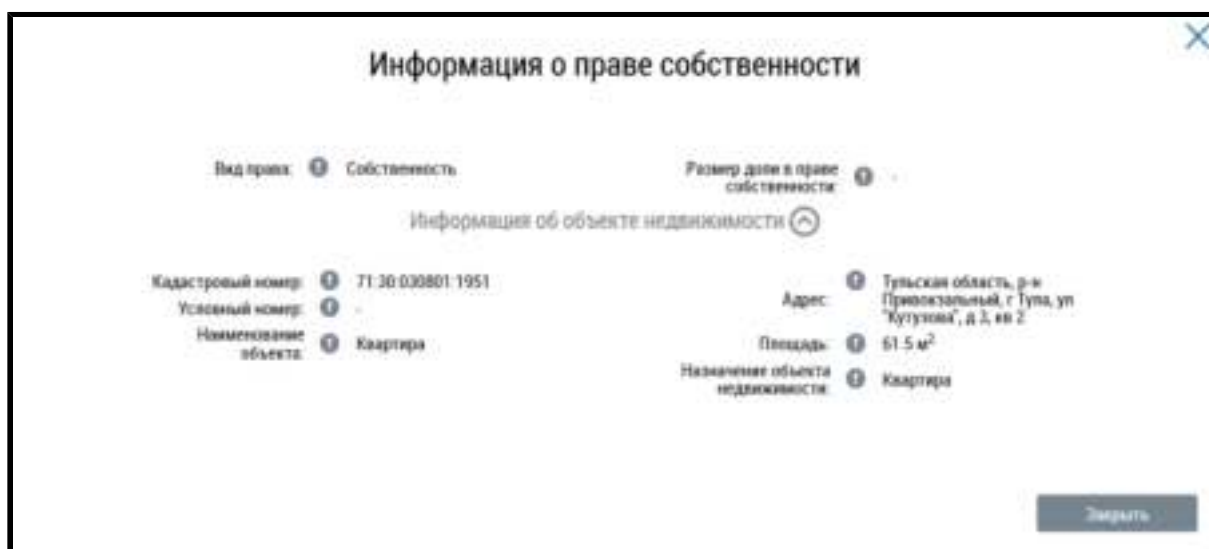 Информация о праве собственности
Вид права: Собственность
Размер доли в праве
собственности: -
Информация об объекте недвижимости
Кадастровый номер: 71:30:030801:1951
Условный номер: -
Наименование
объекта: Квартира
Адрес: Тульская область, р-н
Привокзальный, г Тула, ул
"Кутузова", д 3, кв 2
Площадь: 61.5 м²
Назначение объекта
недвижимости: Квартира
Закрыть